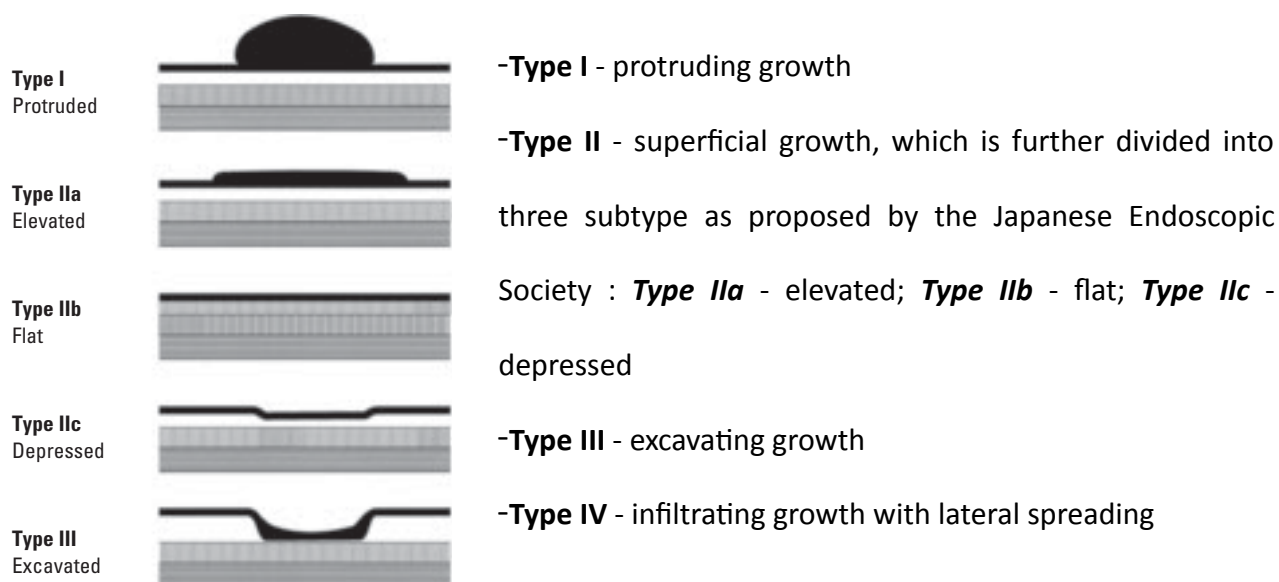 Type I
Protruded
Type IIa
Elevated
Type IIb
Flat
Type IIc
Depressed
Type III
Excavated
-Type I - protruding growth
-Type II - superficial growth, which is further divided into
three subtype as proposed by the Japanese Endoscopic
Society : Type IIa - elevated; Type IIb - flat; Type IIc -
depressed
-Type III - excavating growth
-Type IV - infiltrating growth with lateral spreading